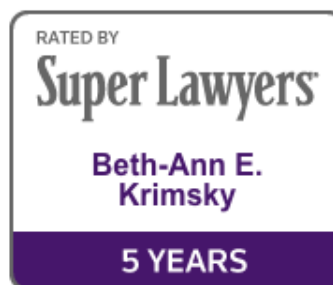 RATED BY
Super Lawyers
Beth-Ann E.
Krimsky
5 YEARS